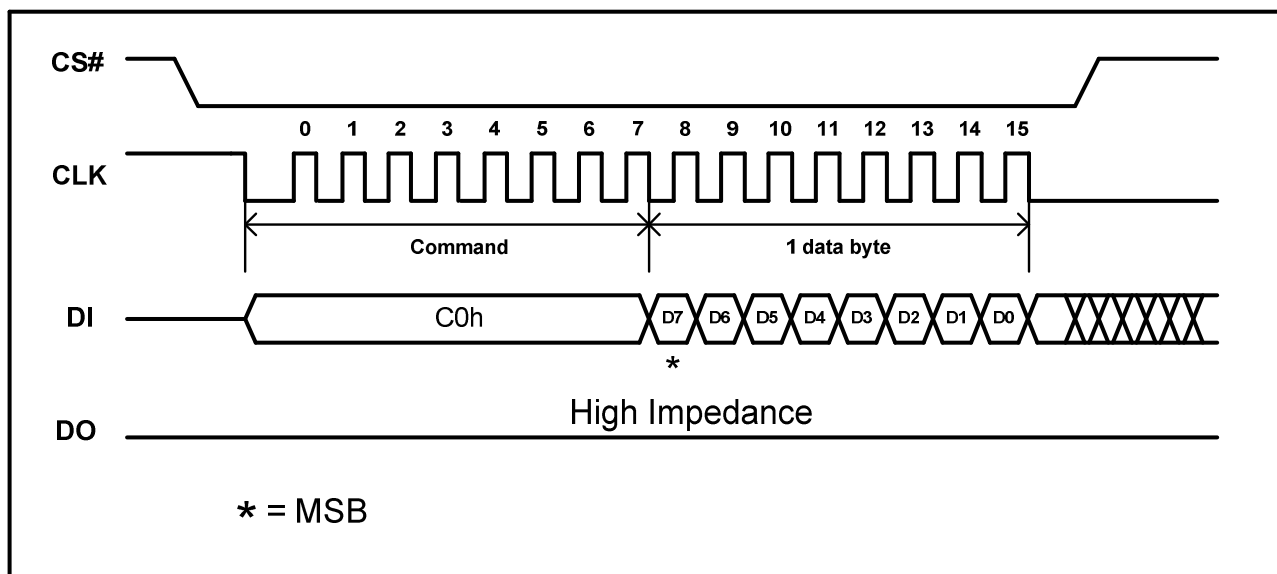 CS#
0 1 2 3 4 5 6 7 8 9 10 11 12 13 14 15
CLK
Command 1 data byte
DI C0h D7 D6 D5 D4 D3 D2 D1 D0
*
High Impedance
DO
* = MSB